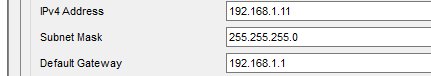 IPv4 Address 192.168.1.11
Subnet Mask 255.255.255.0
Default Gateway 192.168.1.1